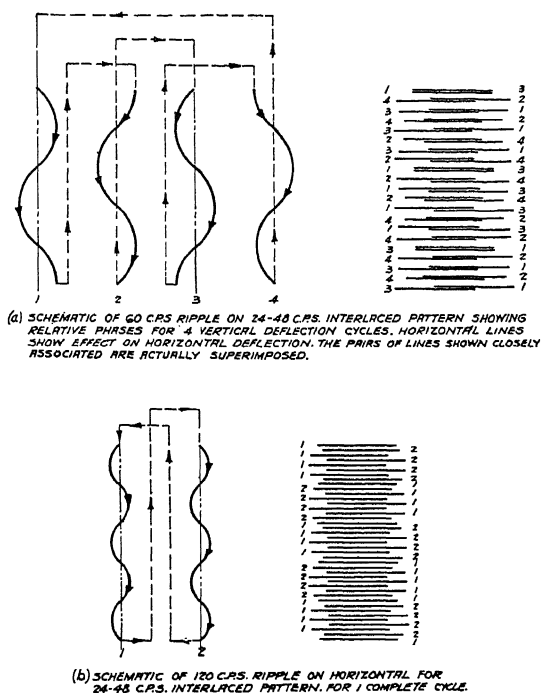 1 2 3 4
(a) SCHEMATIC OF 60 C.P.S RIPPLE ON 24-48 C.P.S. INTERLACED PATTERN SHOWING
RELATIVE PHASES FOR 4 VERTICAL DEFLECTION CYCLES. HORIZONTAL LINES
SHOW EFFECT ON HORIZONTAL DEFLECTION. THE PAIRS OF LINES SHOWN CLOSELY
ASSOCIATED ARE ACTUALLY SUPERIMPOSED.
1 2
(b) SCHEMATIC OF 120 C.P.S. RIPPLE ON HORIZONTAL FOR
24-48 C.P.S. INTERLACED PATTERN. FOR 1 COMPLETE CYCLE.